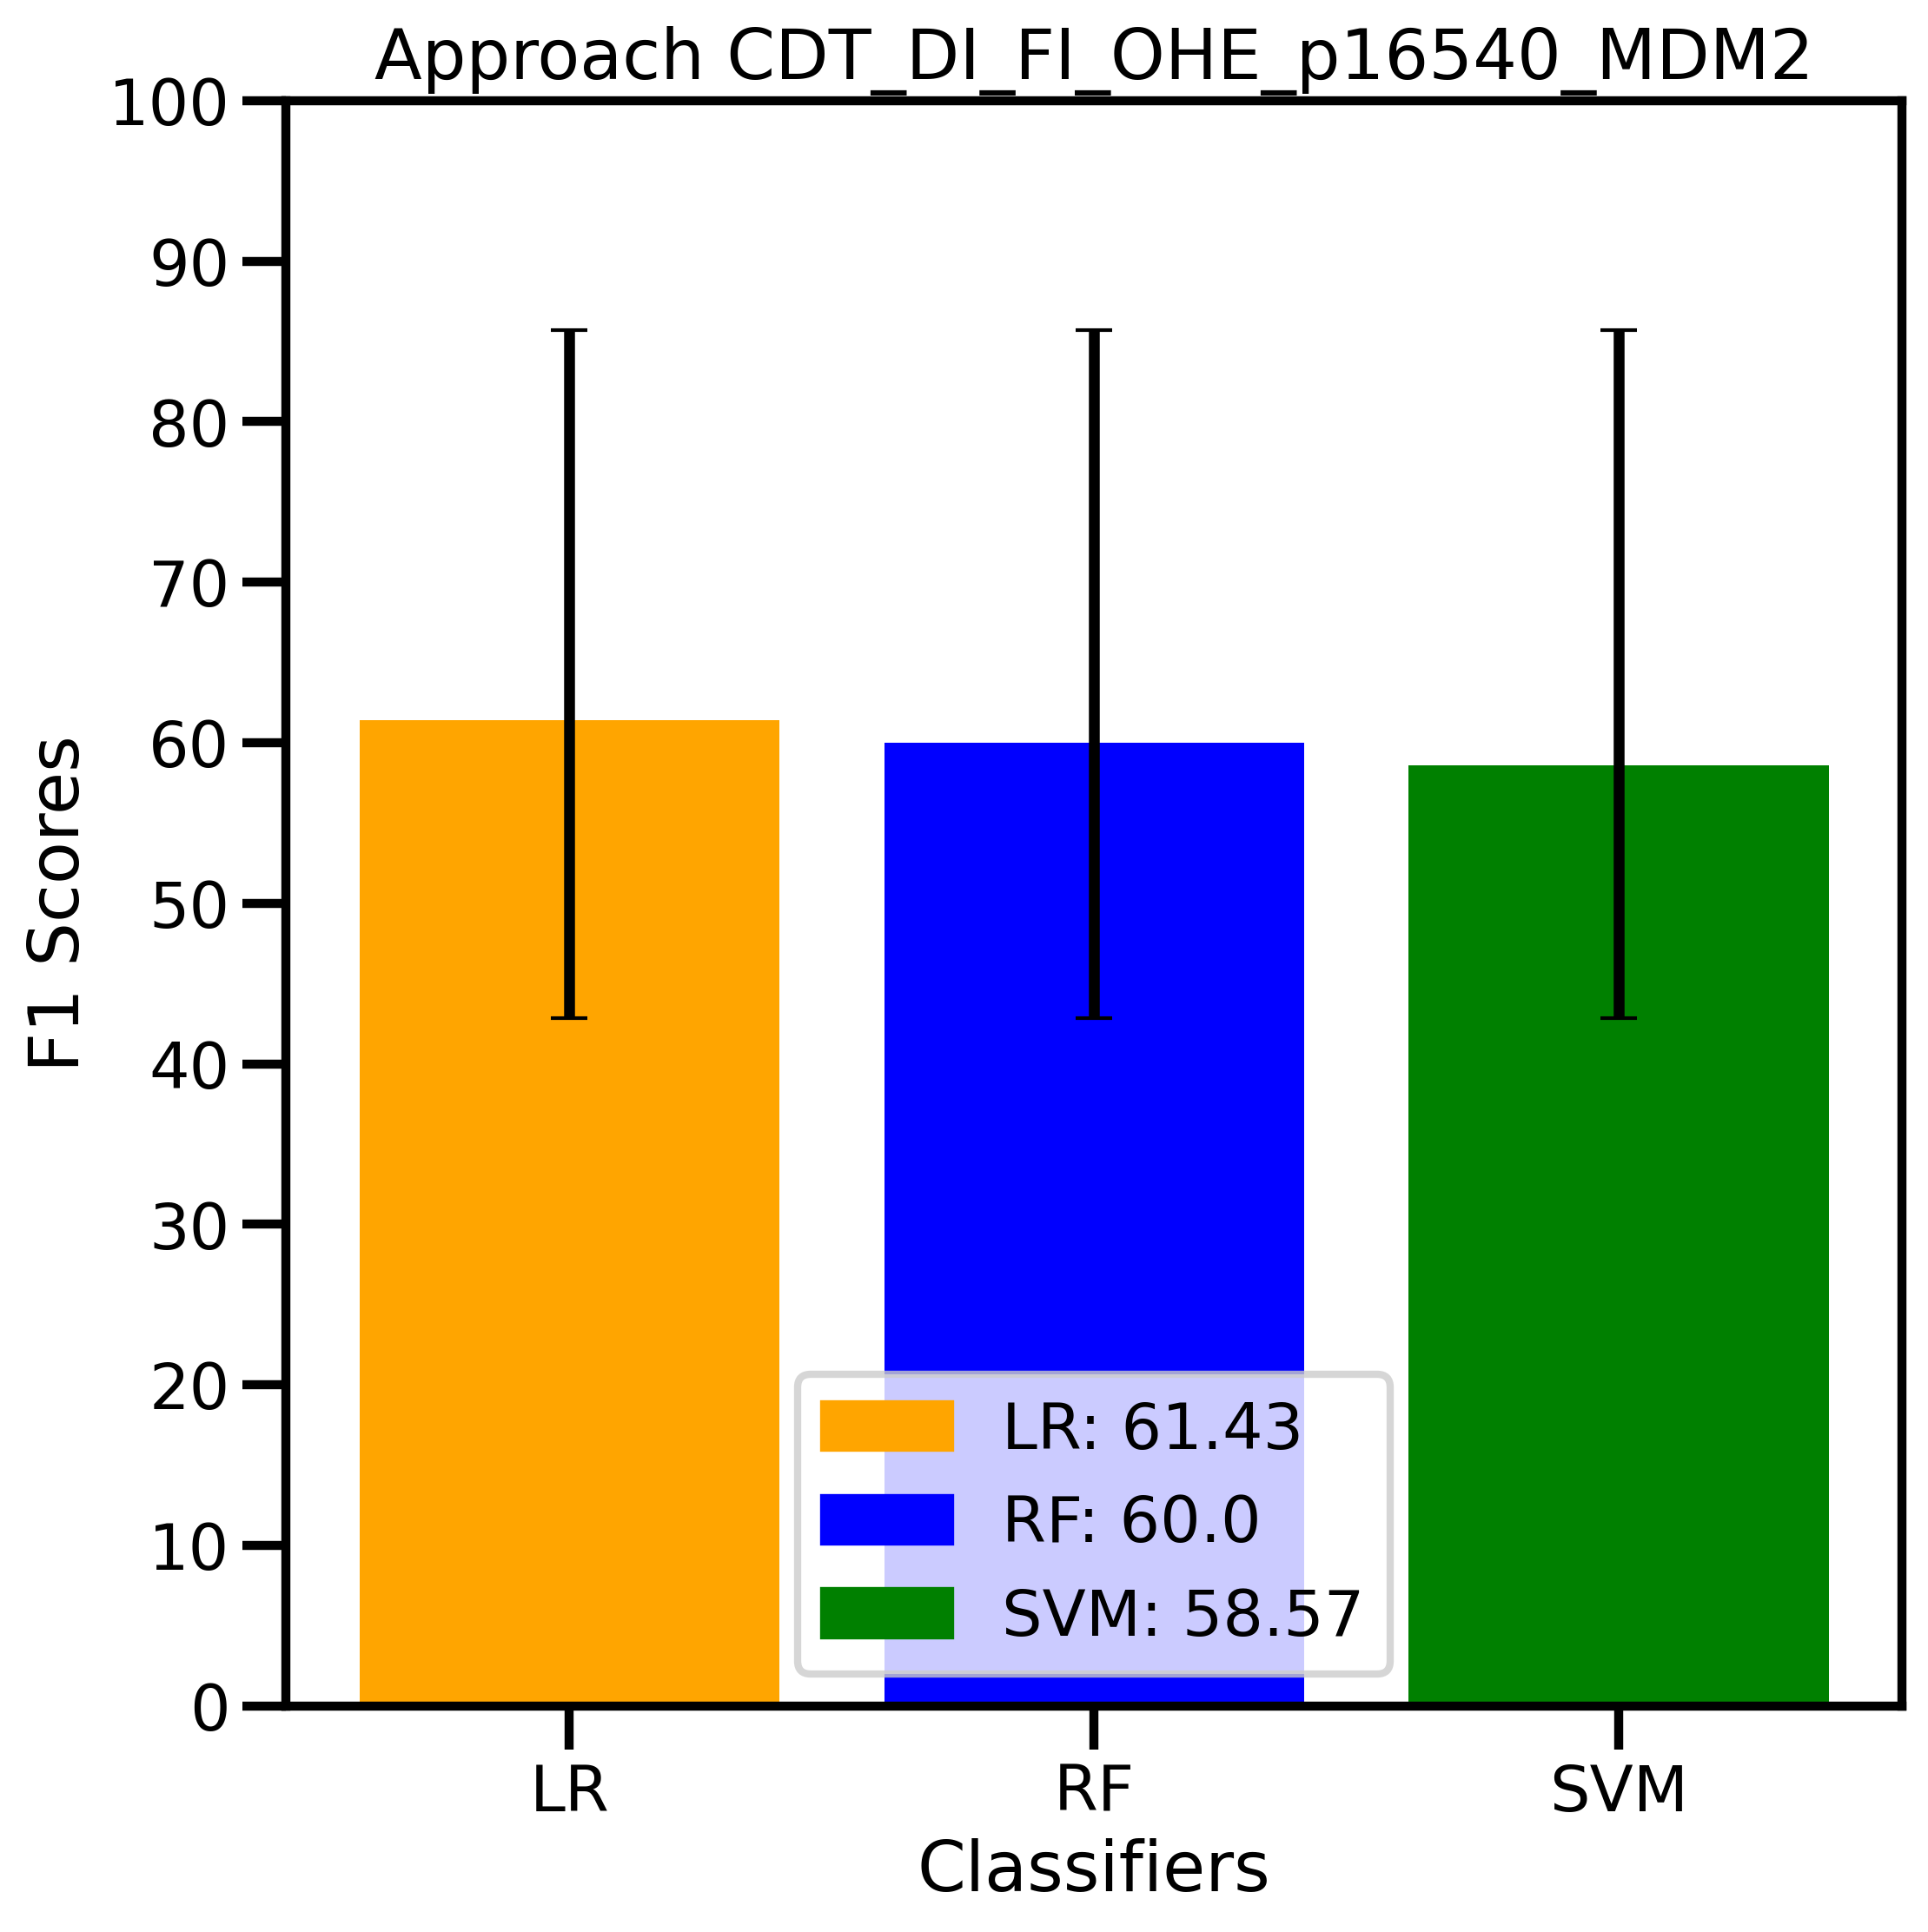 Approach CDT_DI_FI_OHE_p16540_MDM2
100
90
80
70
60
50
40
30
20
10
0
F1 Scores
LR: 61.43
RF: 60.0
SVM: 58.57
LR RF SVM
Classifiers